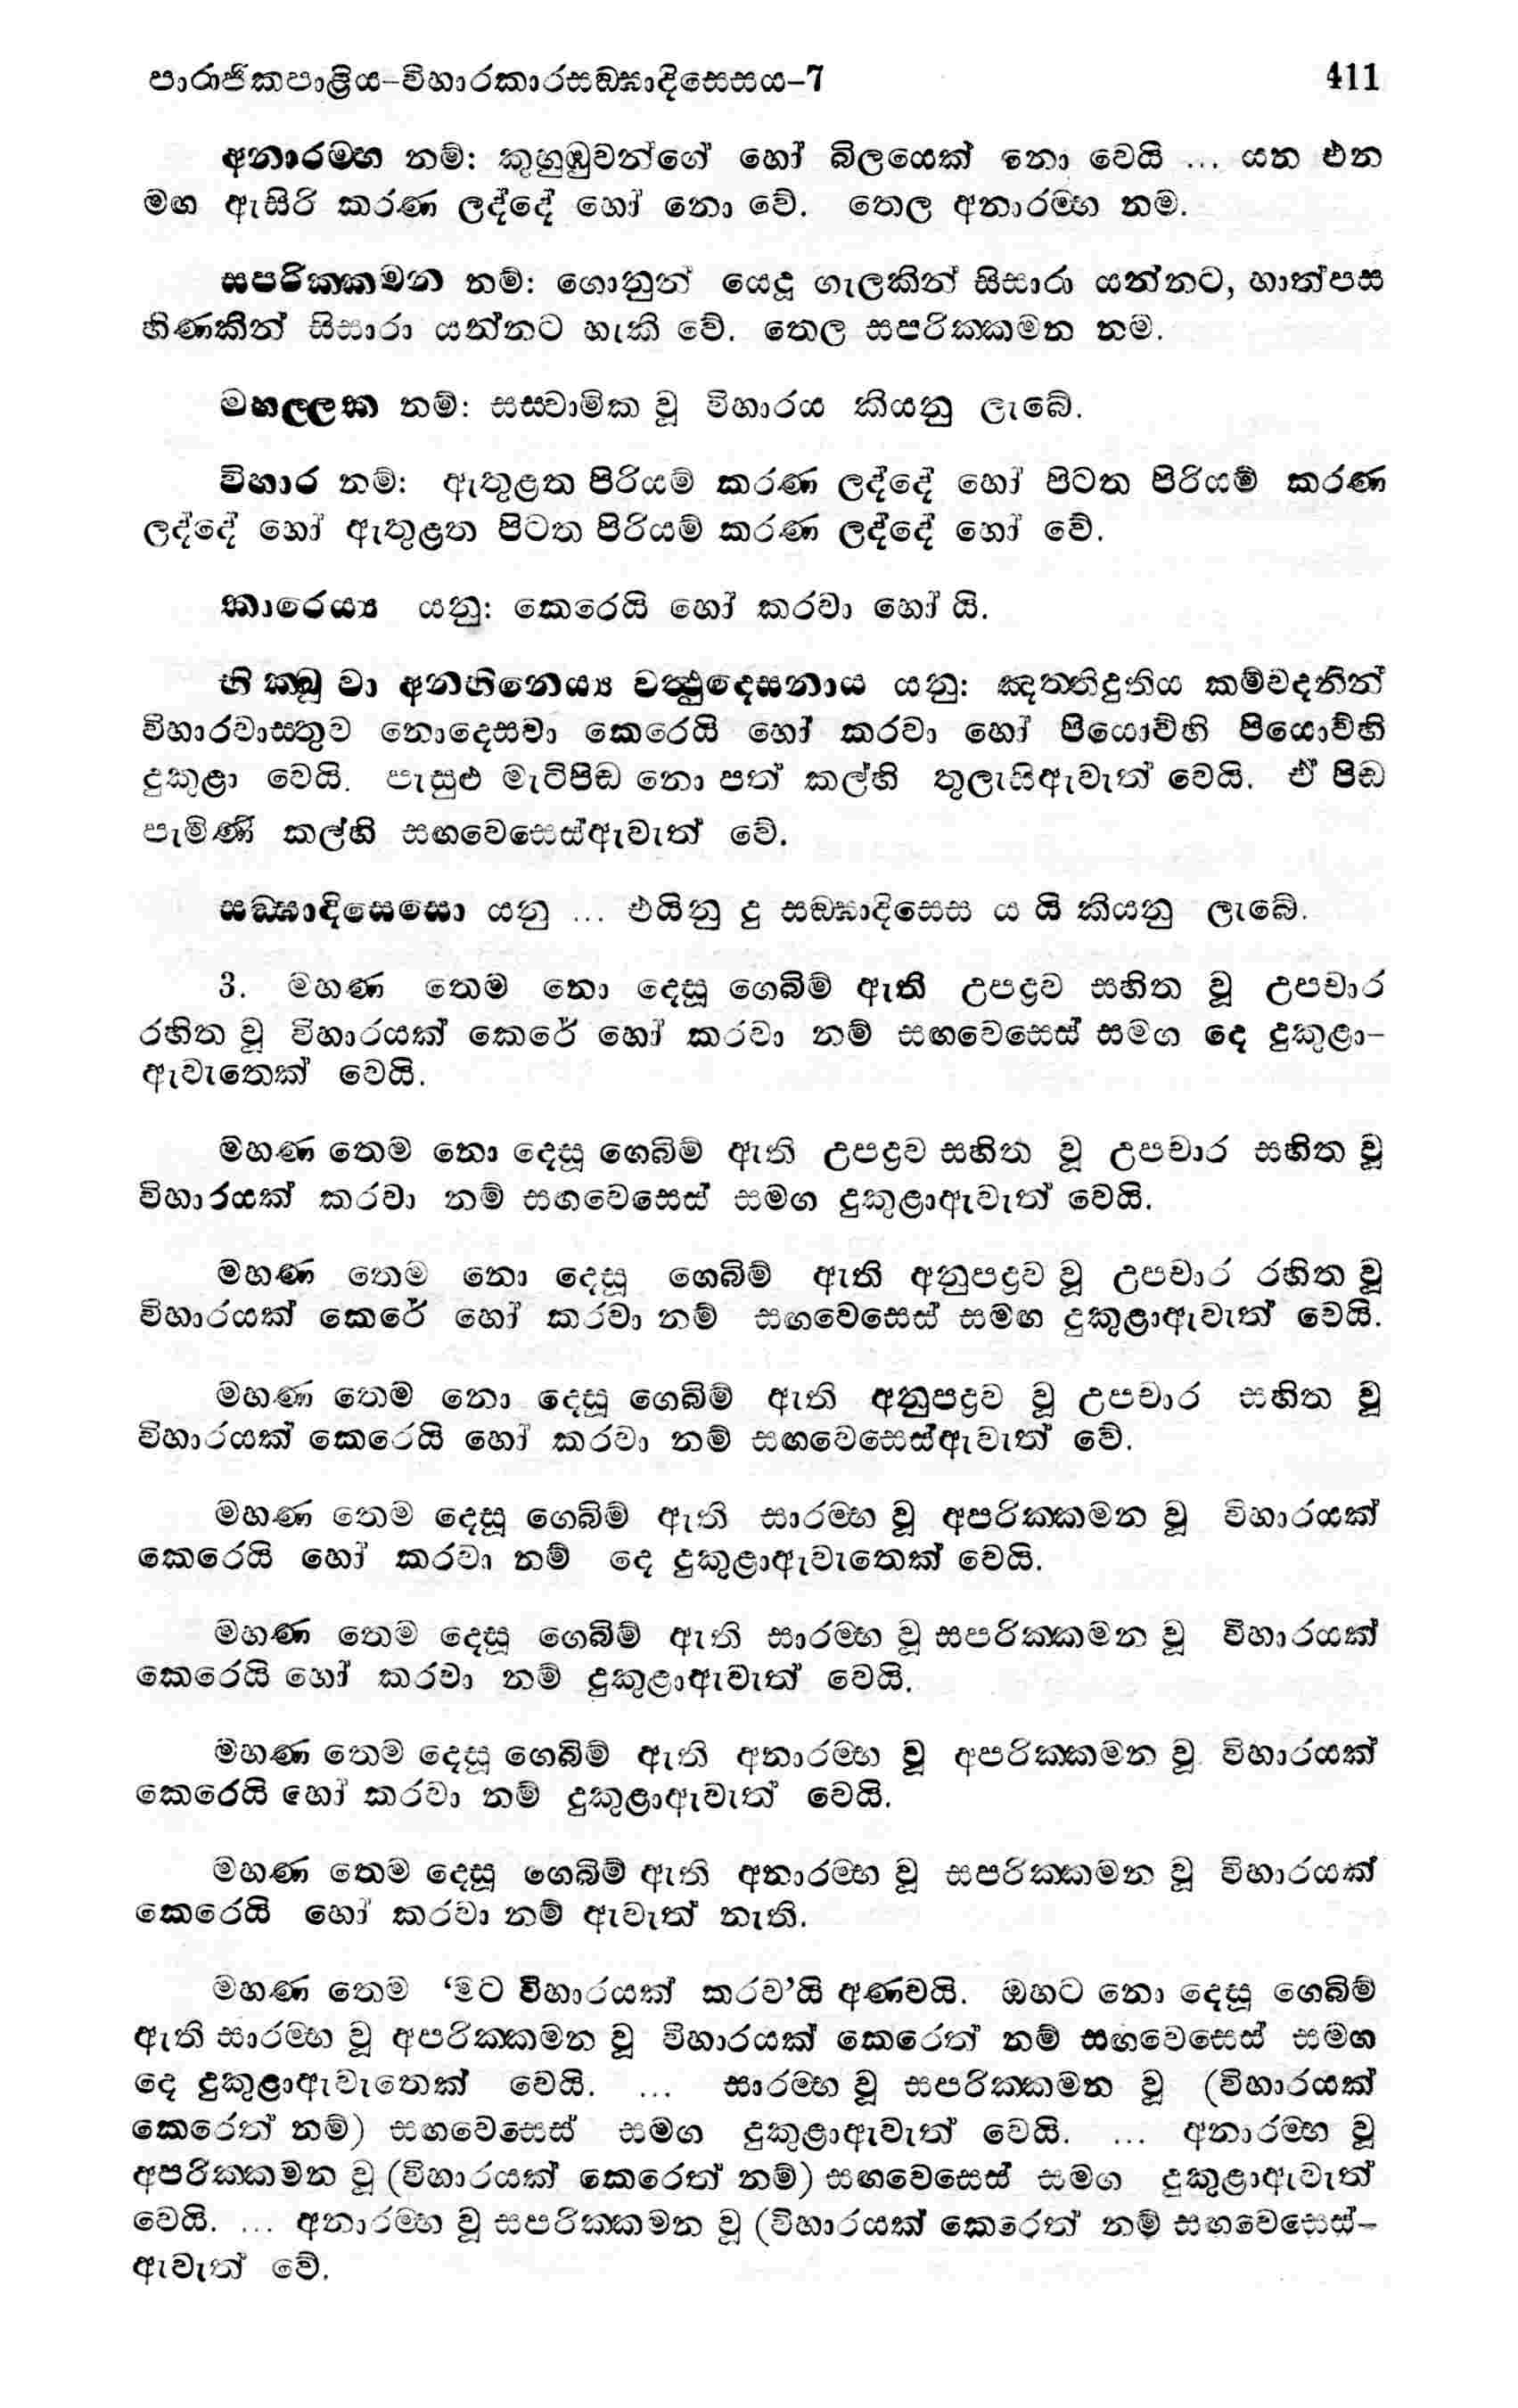 පාරාජිකපාළිය–විහාරකාරසඞ්ඝාදිසෙසය–7 411
අනාරම්භ නම්: කුහුඹුවන්ගේ හෝ බිලයෙක් නො වෙයි ... යන එන
මඟ ඇසිරි කරණ ලද්දේ හෝ නො වේ. තෙල අනාරම්භ නම.
සපරික්කමන නම්: ගොනුන් යෙදූ ගැලකින් සිසාරා යන්නට, හාත්පස
හිණකින් සිසාරා යන්නට හැකි වේ. තෙල සපරික්කමන නම.
මහල්ලක නම්: සස්වාමික වූ විහාරය කියනු ලැබේ.
විහාර නම්: ඇතුළත පිරියම් කරණ ලද්දේ හෝ පිටත පිරියම් කරණ
ලද්දේ හෝ ඇතුළත පිටත පිරියම් කරණ ලද්දේ හෝ වේ.
කාරෙය්‍ය යනු: කෙරෙයි හෝ කරවා හෝ යි.
භික්ඛූ වා අනභිනෙය්‍ය වත්‍ථුදෙසනාය යනු: ඤත්තිදුතිය කම්වදනින්
විහාරවාස්තුව නොදෙස්වා කෙරෙයි හෝ කරවා හෝ පියොව්හි පියොව්හි
දුකුළා වෙයි. පැසුළු මැටිපිඩ නො පත් කල්හි තුලැසිඇවැත් වෙයි. ඒ පිඩ
පැමිණි කල්හි සඟවෙසෙස්ඇවැත් වේ.
සඞ්ඝාදිසෙසො යනු ... එයිනු දු සඞ්ඝාදිසෙස ය යි කියනු ලැබේ.
3. මහණ තෙම නො දෙසූ ගෙබිම් ඇති උපද්‍රව සහිත වූ උපචාර
රහිත වූ විහාරයක් කෙරේ හෝ කරවා නම් සඟවෙසෙස් සමග දෙ දුකුළා-
ඇවැතෙක් වෙයි.
මහණ තෙම නො දෙසූ ගෙබිම් ඇති උපද්‍රව සහිත වූ උපචාර සහිත වූ
විහාරයක් කරවා නම් සඟවෙසෙස් සමග දුකුළාඇවැත් වෙයි.
මහණ තෙම නො දෙසූ ගෙබිම් ඇති අනුපද්‍රව වූ උපචාර රහිත වූ
විහාරයක් කෙරේ හෝ කරවා නම් සඟවෙසෙස් සමඟ දුකුළාඇවැත් වෙයි.
මහණ තෙම නො දෙසූ ගෙබිම් ඇති අනුපද්‍රව වූ උපචාර සහිත වූ
විහාරයක් කෙරෙයි හෝ කරවා නම් සඟවෙසෙස්ඇවැත් වේ.
මහණ තෙම දෙසූ ගෙබිම් ඇති සාරම්භ වූ අපරික්කමන වූ විහාරයක්
කෙරෙයි හෝ කරවා නම් දෙ දුකුළාඇවැතෙක් වෙයි.
මහණ තෙම දෙසූ ගෙබිම් ඇති සාරම්භ වූ සපරික්කමන වූ විහාරයක්
කෙරෙයි හෝ කරවා නම් දුකුළාඇවැත් වෙයි.
මහණ තෙම දෙසූ ගෙබිම් ඇති අනාරම්භ වූ අපරික්කමන වූ විහාරයක්
කෙරෙයි හෝ කරවා නම් දුකුළාඇවැත් වෙයි.
මහණ තෙම දෙසූ ගෙබිම් ඇති අනාරම්භ වූ සපරික්කමන වූ විහාරයක්
කෙරෙයි හෝ කරවා නම් ඇවැත් නැති.
මහණ තෙම ‘මට විහාරයක් කරව’යි අණවයි. ඔහට නො දෙසූ ගෙබිම්
ඇති සාරම්භ වූ අපරික්කමන වූ විහාරයක් කෙරෙත් නම් සඟවෙසෙස් සමඟ
දෙ දුකුළාඇවැතෙක් වෙයි. ... සාරම්භ වූ සපරික්කමන වූ (විහාරයක්
කෙරෙත් නම්) සඟවෙසෙස් සමග දුකුළාඇවැත් වෙයි. ... අනාරම්භ වූ
අපරික්කමන වූ (විහාරයක් කෙරෙත් නම්) සඟවෙසෙස් සමග දුකුළාඇවැත්
වෙයි. ... අනාරම්භ වූ සපරික්කමන වූ (විහාරයක් කෙරෙත් නම් සඟවෙසෙස්-
ඇවැත් වේ.